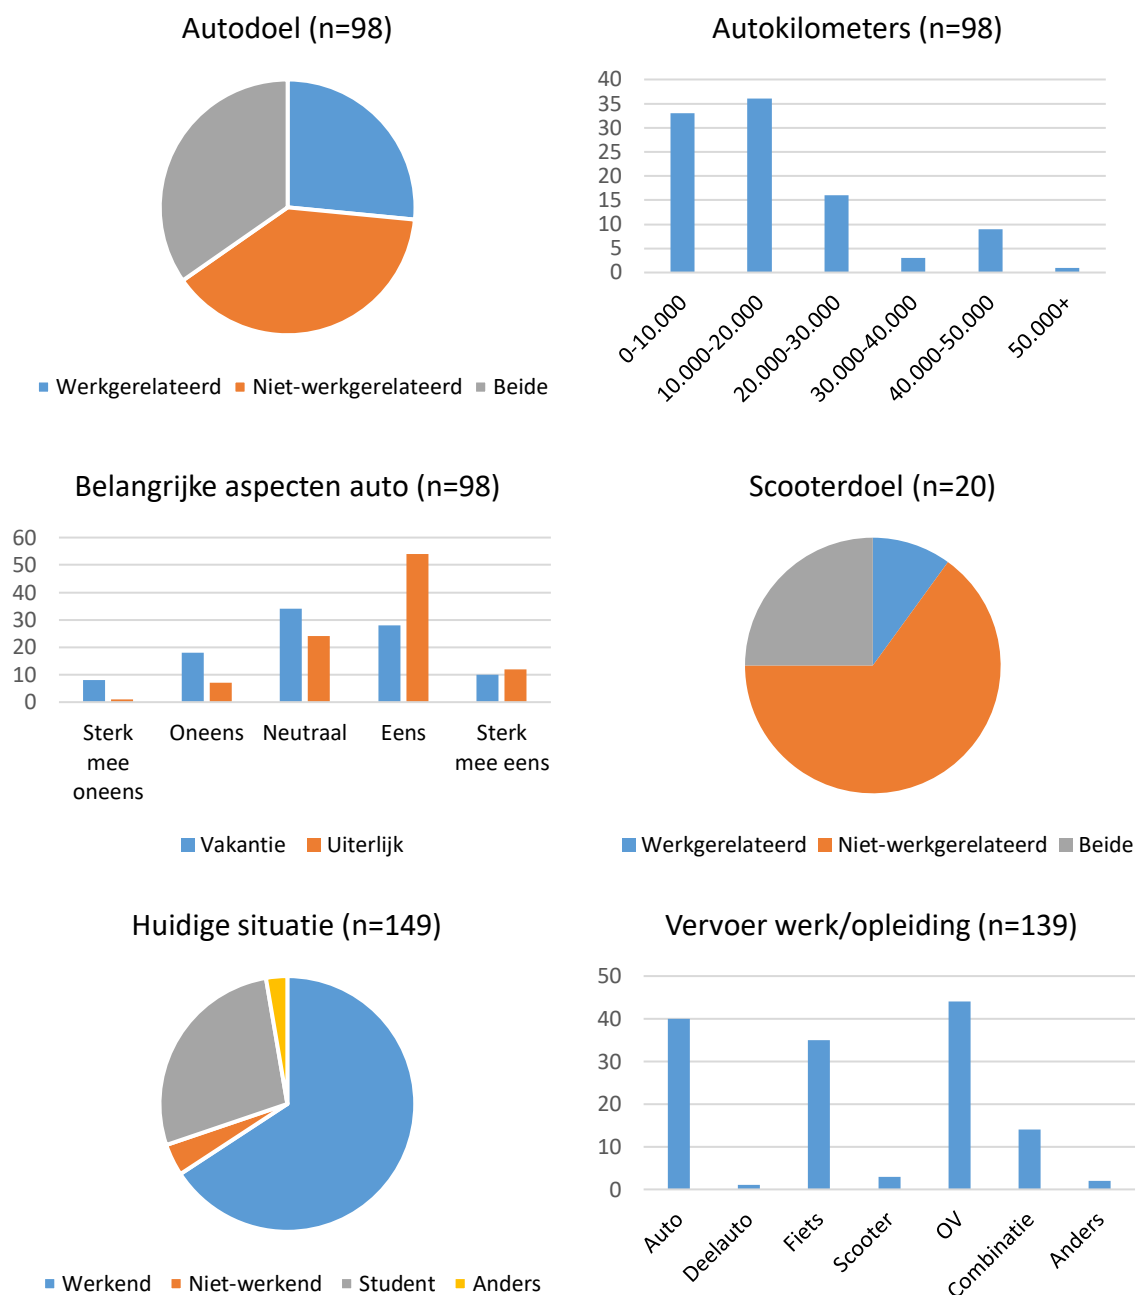 Autodoel (n=98)
Werkgerelateerd Niet-werkgerelateerd Beide
Autokilometers (n=98)
40
35
30
25
20
15
10
5
0
0-10.000 10.000-20.000 20.000-30.000 30.000-40.000 40.000-50.000 50.000+
Belangrijke aspecten auto (n=98)
60
50
40
30
20
10
0
Sterk mee oneens Oneens Neutraal Eens Sterk mee eens
Vakantie Uiterlijk
Scooterdoel (n=20)
Werkgerelateerd Niet-werkgerelateerd Beide
Huidige situatie (n=149)
Werkend Niet-werkend Student Anders
Vervoer werk/opleiding (n=139)
50
40
30
20
10
0
Auto Deelauto Fiets Scooter OV Combinatie Anders